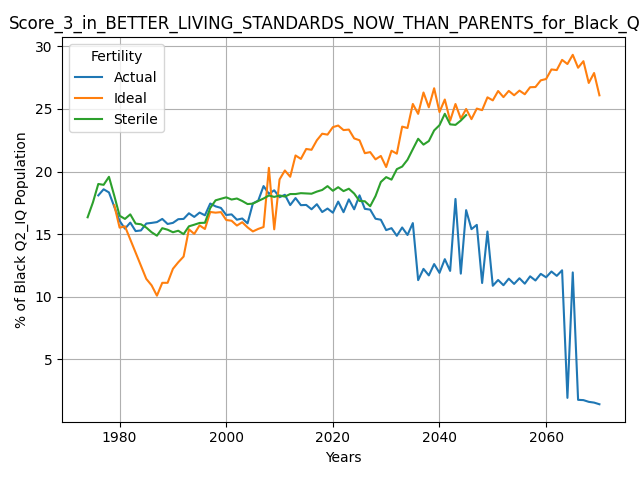 Score_3_in_BETTER_LIVING_STANDARDS_NOW_THAN_PARENTS_for_Black_Q
Fertility
Actual
Ideal
Sterile
% of Black Q2_IQ Population
30
25
20
15
10
5
1980 2000 2020 2040 2060
Years